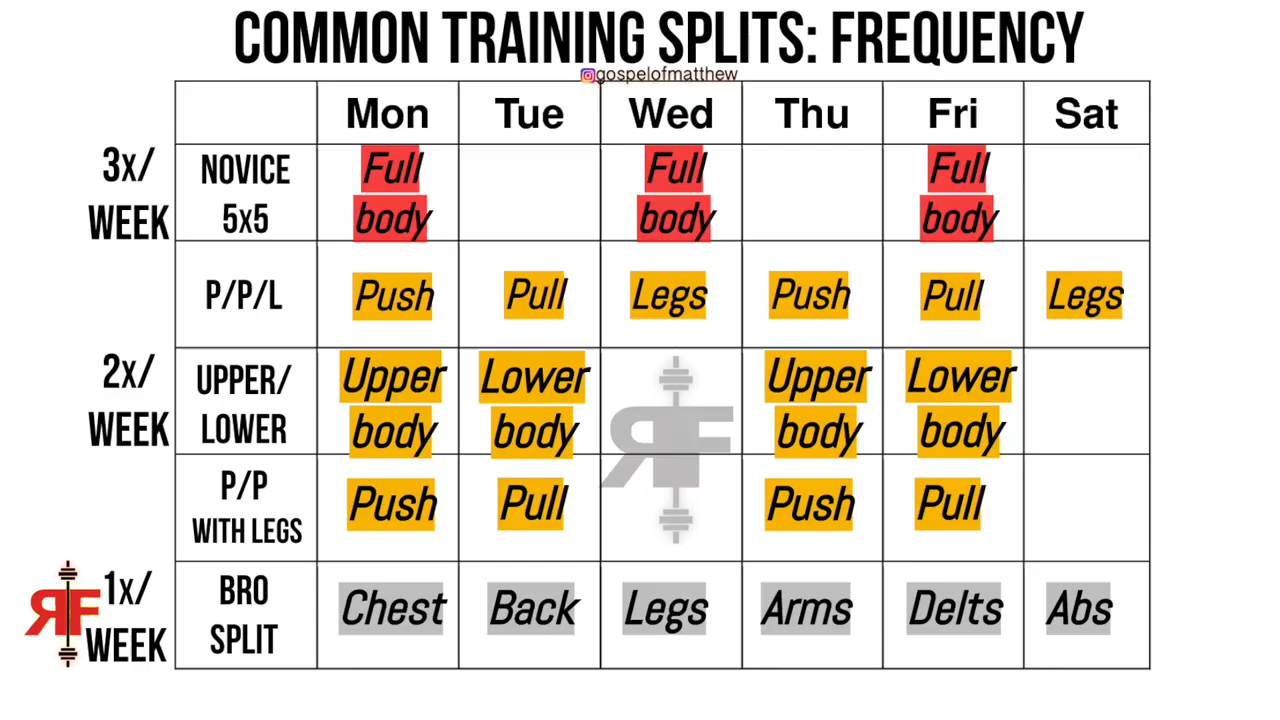 COMMON TRAINING SPLITS: FREQUENCY
gospelofmatthew
Mon Tue Wed Thu Fri Sat
3x/
WEEK
NOVICE
5x5
Full
body
Full
body
Full
body
P/P/L
Push Pull Legs Push Pull Legs
2x/
WEEK
UPPER/
LOWER
Upper
body
Lower
body
Upper
body
Lower
body
P/P
WITH LEGS
Push Pull Push Pull
1x/
WEEK
BRO
SPLIT
Chest Back Legs Arms Delts Abs